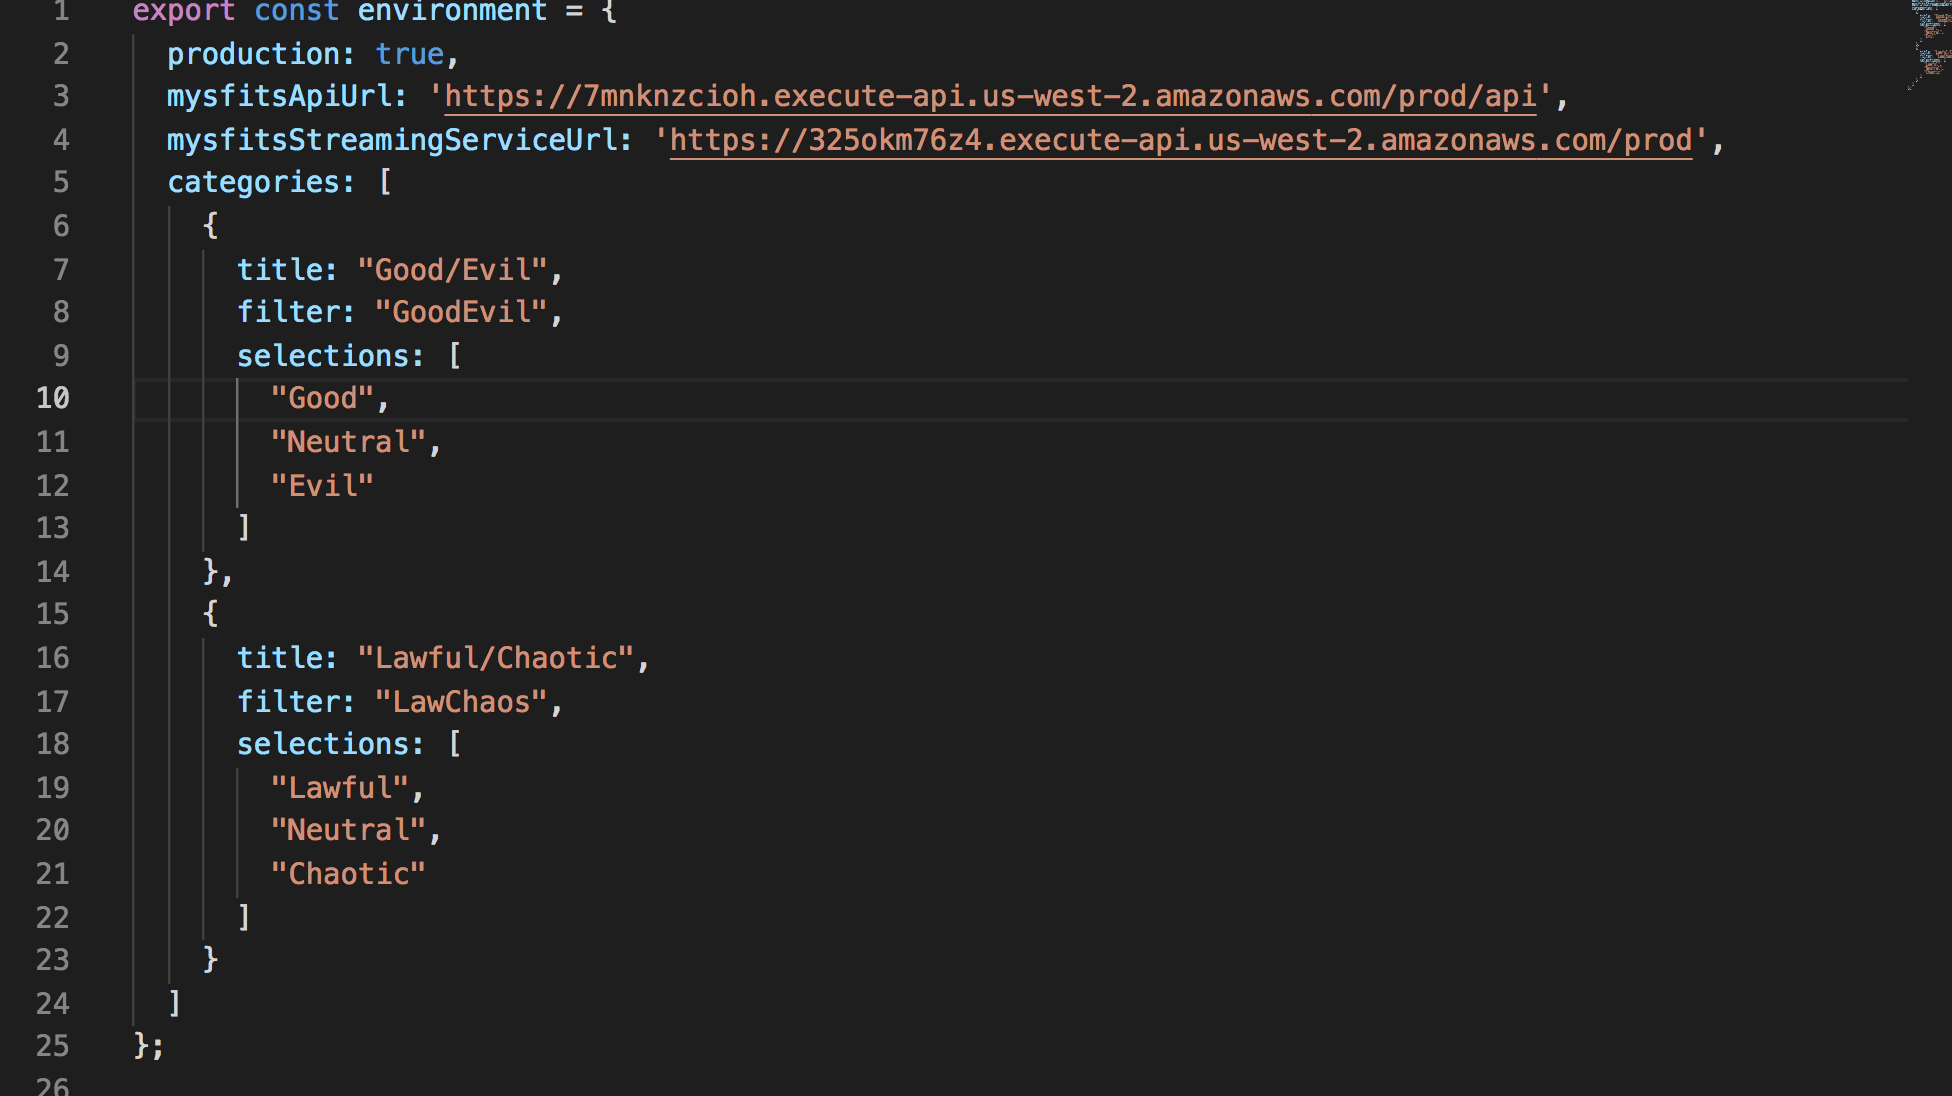 1 export const environment = {
2 production: true,
3 mysfitsApiUrl: 'https://7mnknzcioh.execute-api.us-west-2.amazonaws.com/prod/api',
4 mysfitsStreamingServiceUrl: 'https://325okm76z4.execute-api.us-west-2.amazonaws.com/prod',
5 categories: [
6 {
7 title: "Good/Evil",
8 filter: "GoodEvil",
9 selections: [
10 "Good",
11 "Neutral",
12 "Evil"
13 ]
14 },
15 {
16 title: "Lawful/Chaotic",
17 filter: "LawChaos",
18 selections: [
19 "Lawful",
20 "Neutral",
21 "Chaotic"
22 ]
23 }
24 ]
25 };
26